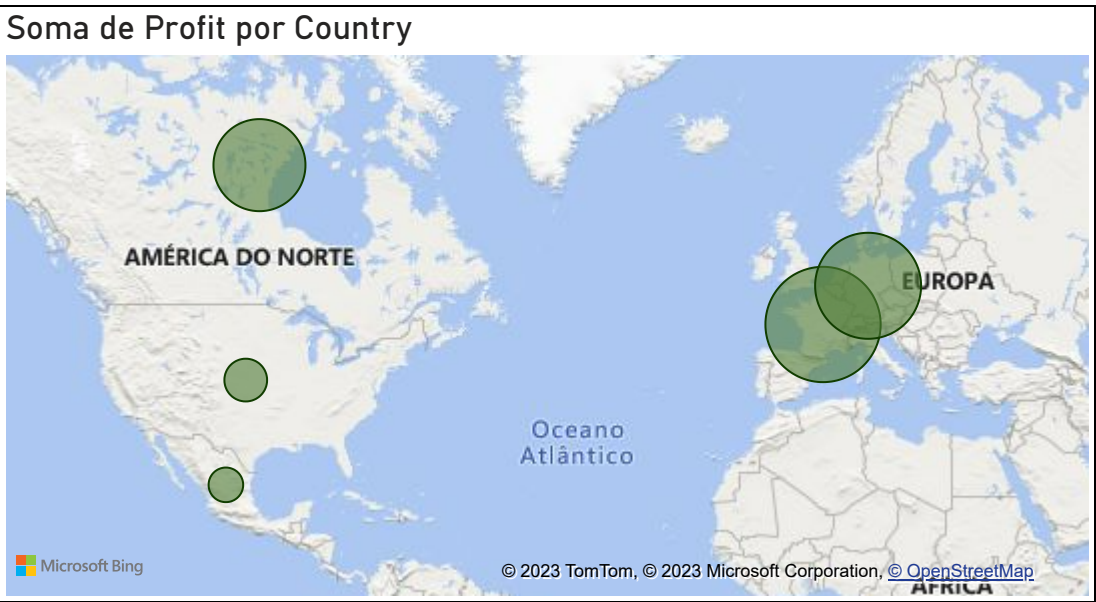 Soma de Profit por Country
AMÉRICA DO NORTE
EUROPA
Oceano
Atlântico
Microsoft Bing
© 2023 TomTom, © 2023 Microsoft Corporation, © OpenStreetMap
ÁFRICA